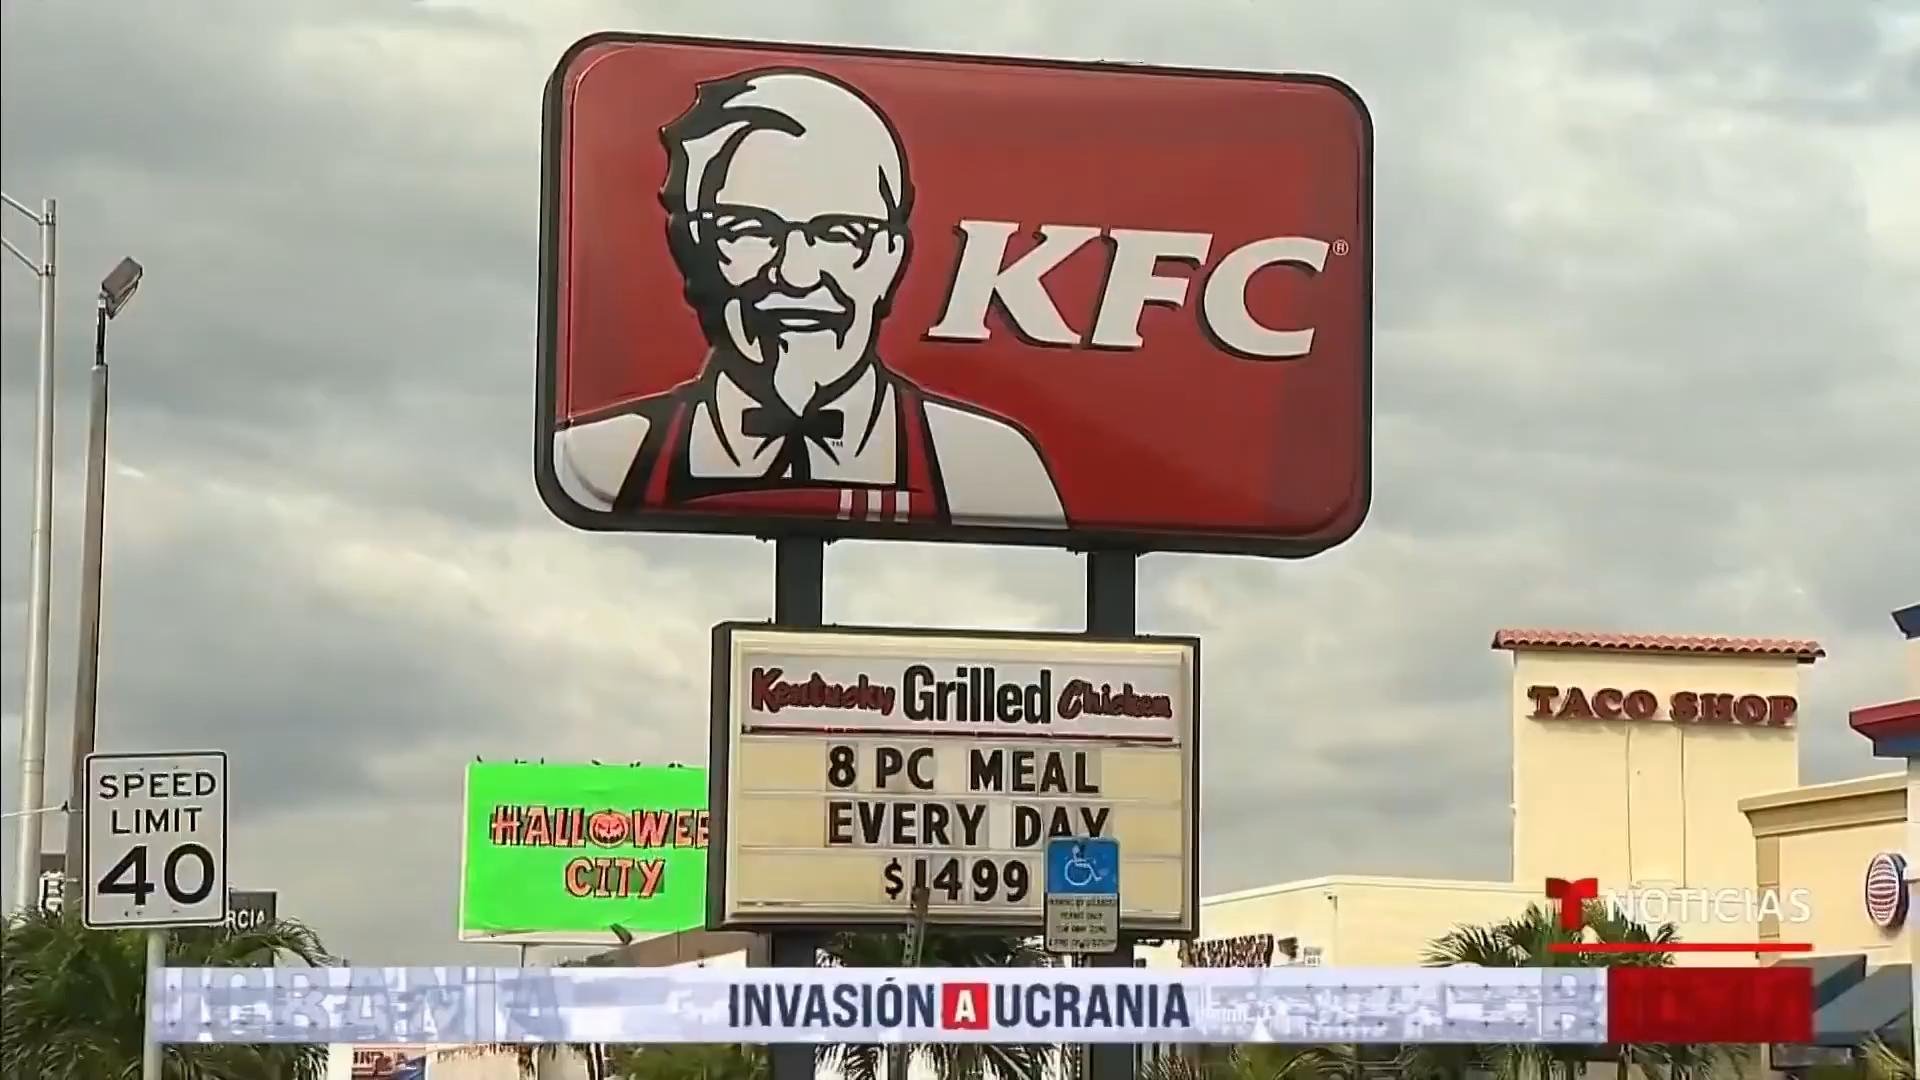 KFC®
Kentucky Grilled Chicken
8 PC MEAL
EVERY DAY
$1499
SPEED
LIMIT
40
HALLOWEE
CITY
TACO SHOP
RCIA
NOTICIAS
INVASIÓN A UCRANIA